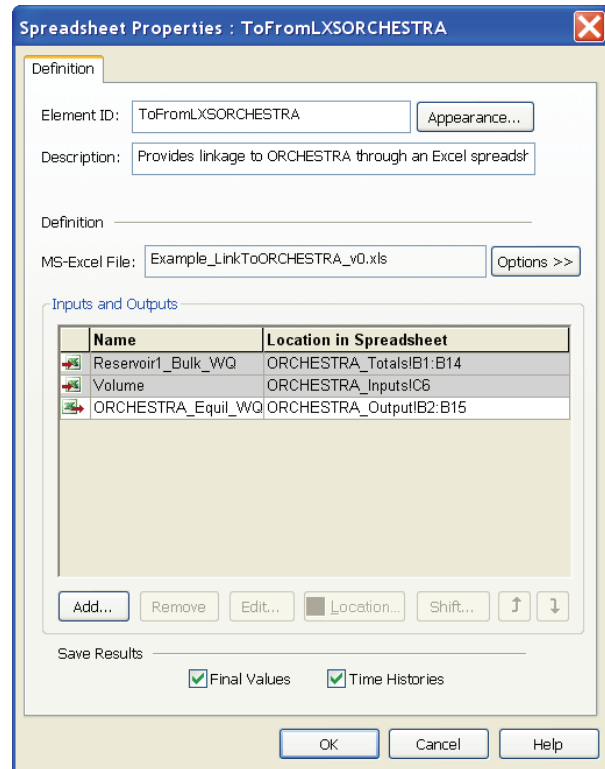 Spreadsheet Properties : ToFromLXSORCHESTRA
Definition
Element ID: ToFromLXSORCHESTRA Appearance...
Description: Provides linkage to ORCHESTRA through an Excel spreadsh
Definition
MS-Excel File: Example_LinkToORCHESTRA_v0.xls Options >>
Inputs and Outputs
Name Location in Spreadsheet
Reservoir1_Bulk_WQ ORCHESTRA_Totals!B1:B14
Volume ORCHESTRA_Inputs!C6
ORCHESTRA_Equil_WQ ORCHESTRA_Output!B2:B15
Add... Remove Edit... Location... Shift...
Save Results
Final Values Time Histories
OK Cancel Help